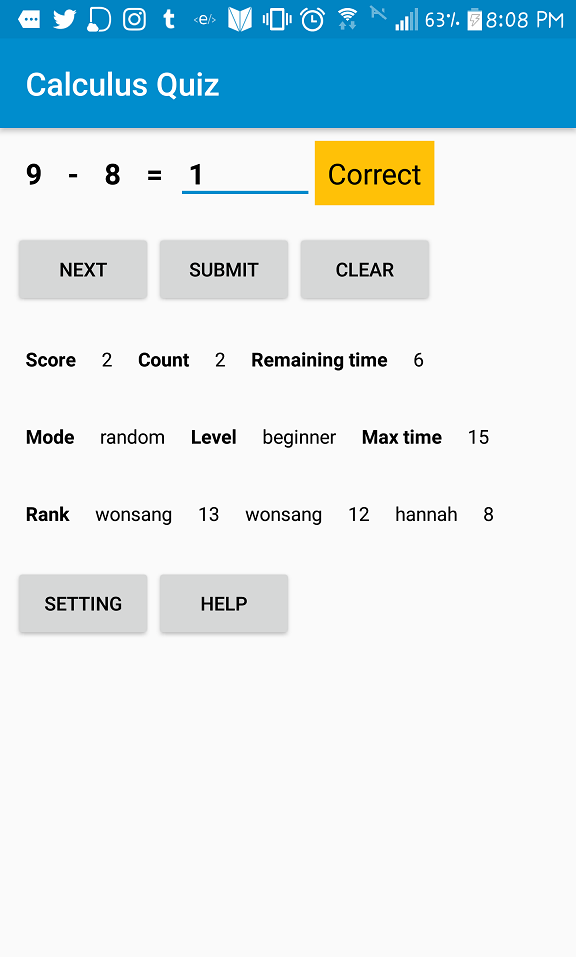 63% 8:08 PM
Calculus Quiz
9 - 8 = 1 Correct
NEXT SUBMIT CLEAR
Score 2 Count 2 Remaining time 6
Mode random Level beginner Max time 15
Rank wonsang 13 wonsang 12 hannah 8
SETTING HELP